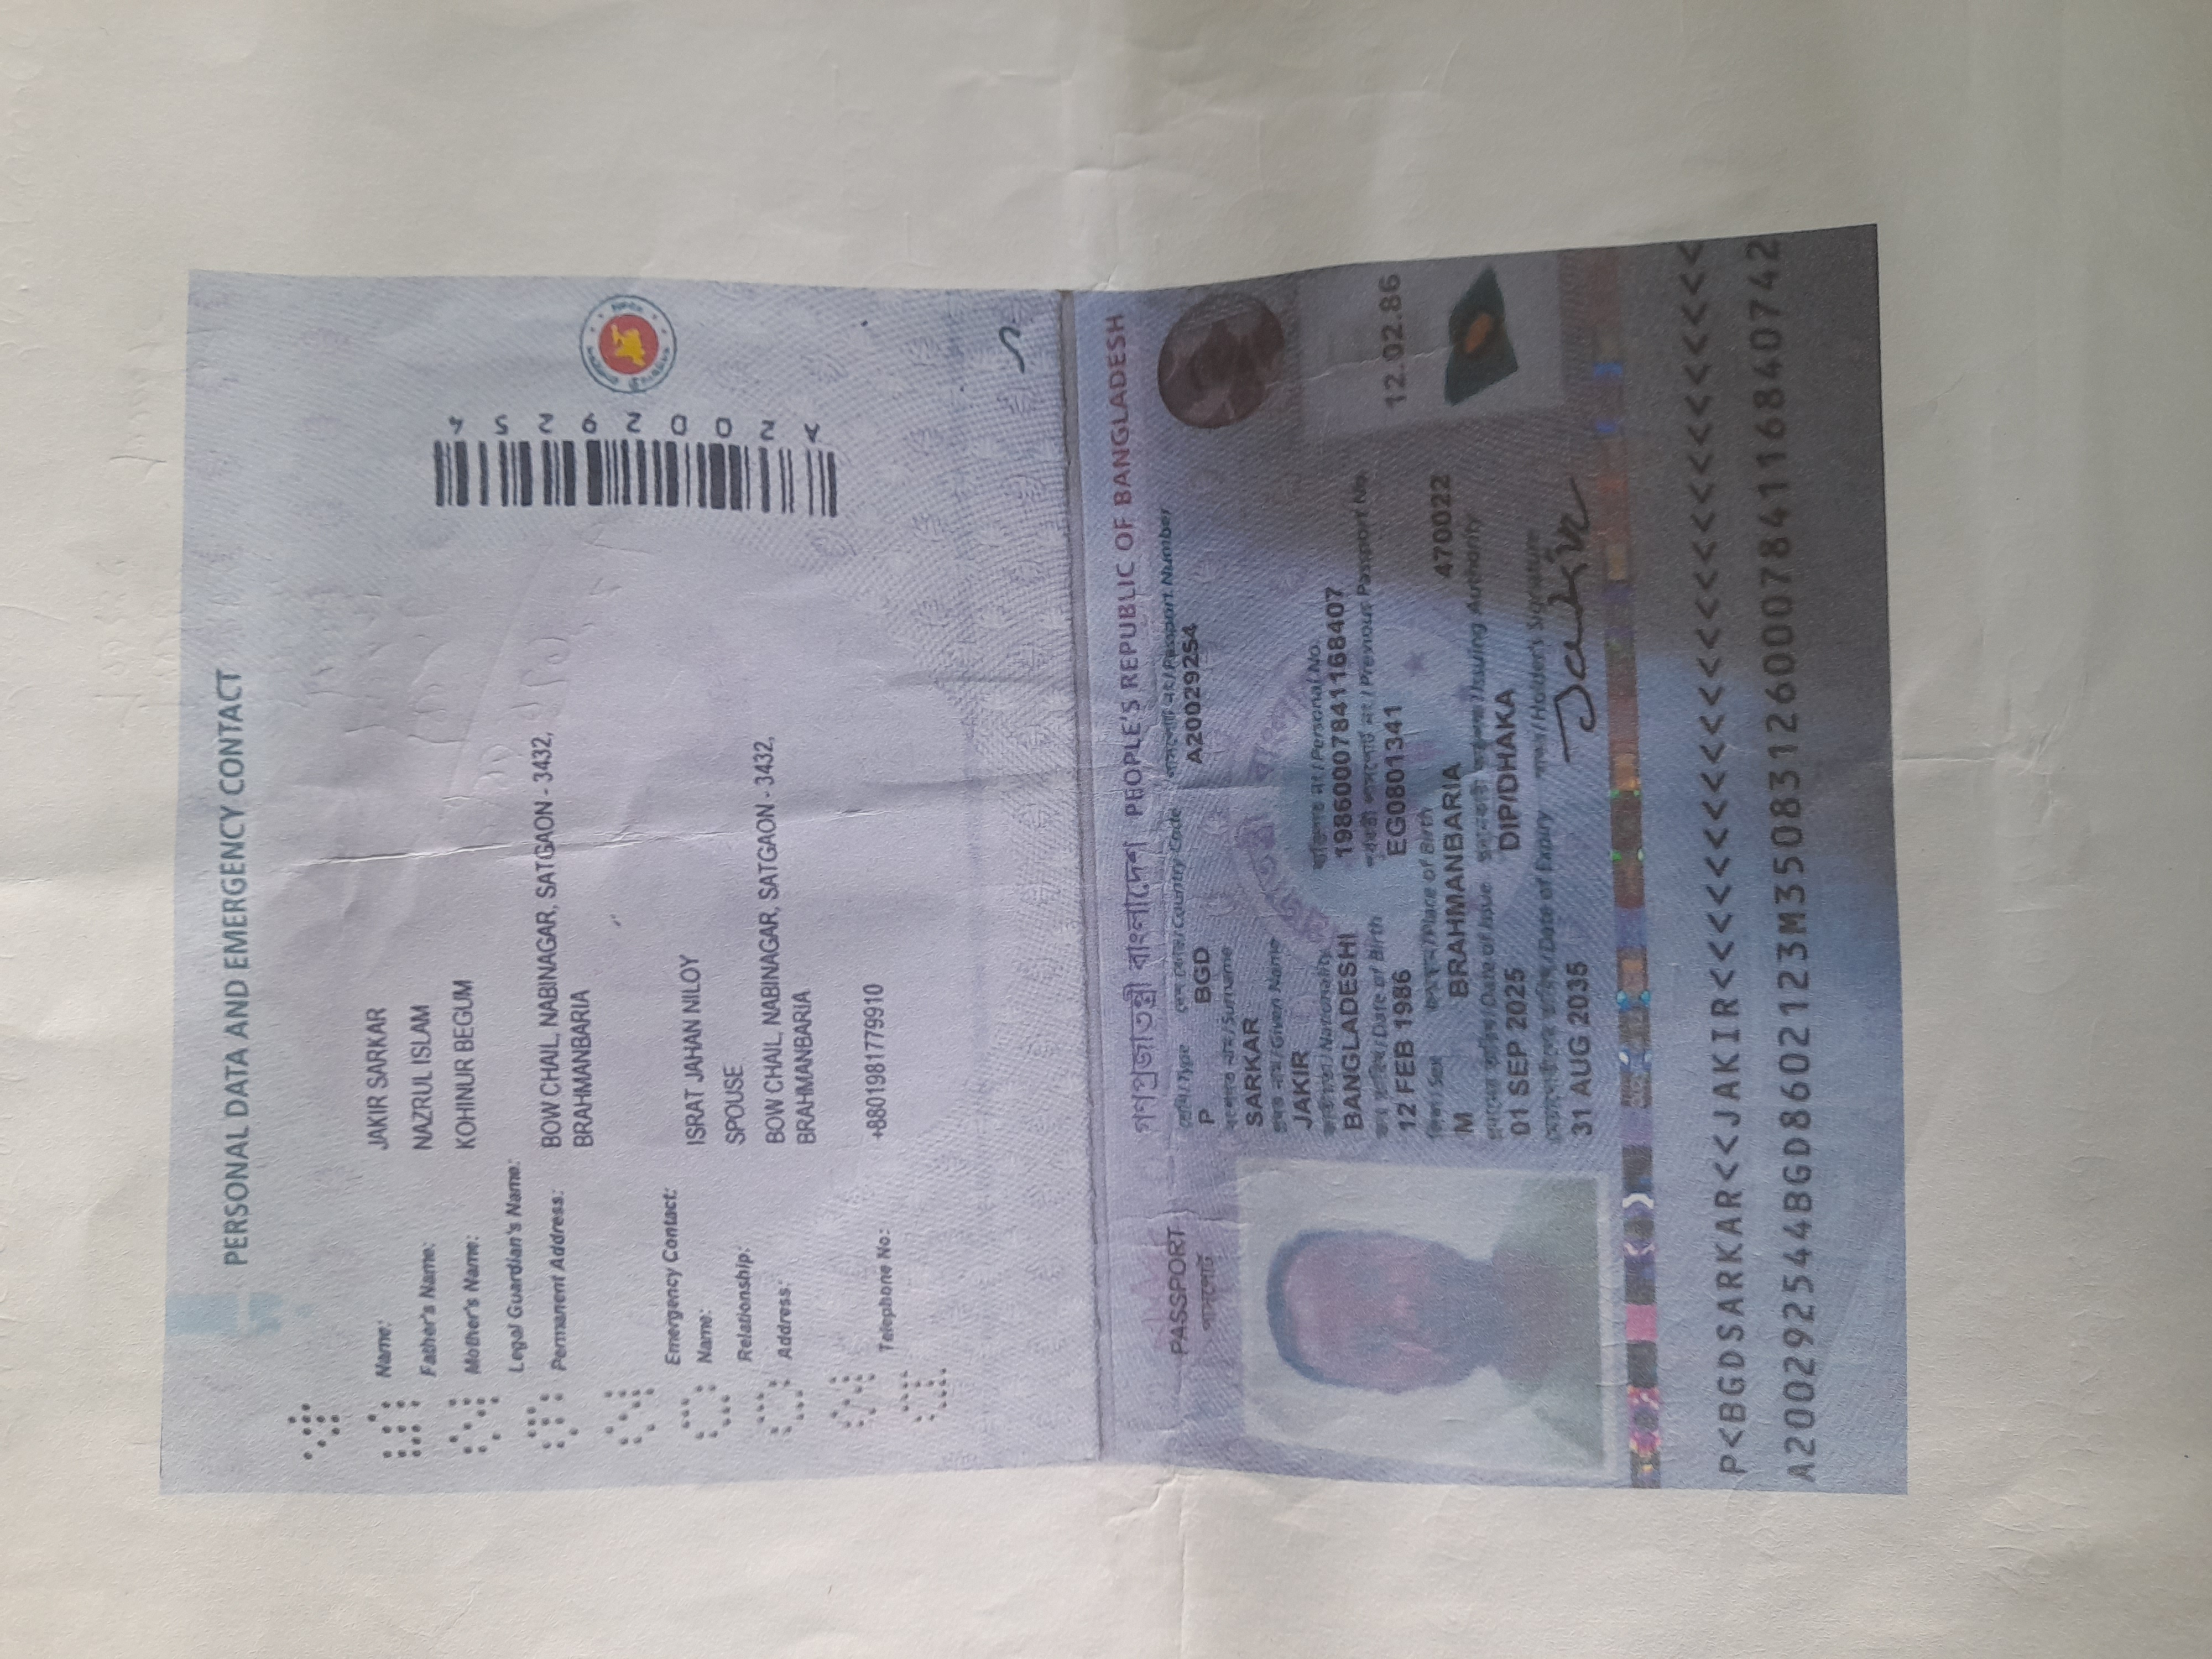 PERSONAL DATA AND EMERGENCY CONTACT
Name: JAKIR SARKAR
Father's Name: NAZRUL ISLAM
Mother's Name: KOHINUR BEGUM
Legal Guardian's Name:
Permanent Address: BOW CHAIL, NABINAGAR, SATGAON - 3432,
BRAHMANBARIA
Emergency Contact:
Name: ISRAT JAHAN NILOY
Relationship: SPOUSE
Address: BOW CHAIL, NABINAGAR, SATGAON - 3432,
BRAHMANBARIA
Telephone No: +8801981779910
A20029254
গণপ্রজাতন্ত্রী বাংলাদেশ PEOPLE'S REPUBLIC OF BANGLADESH
PASSPORT
পাসপোর্ট
Type Country Code Passport Number
P BGD A20029254
Surname
SARKAR
Given Name
JAKIR
Nationality Personal No.
BANGLADESHI 19860007841168407
Date of Birth Previous Passport No.
12 FEB 1986 EG0801341
12.02.86
Sex Place of Birth
M BRAHMANBARIA 470022
Date of Issue Issuing Authority
01 SEP 2025 DIP/DHAKA
Date of Expiry Holder's Signature
31 AUG 2035 Jakir
P<BGDSARKAR<<JAKIR<<<<<<<<<<<<<<<<<<<<<<<<<<
A200292544BGD8602123M350831260007841168407​42